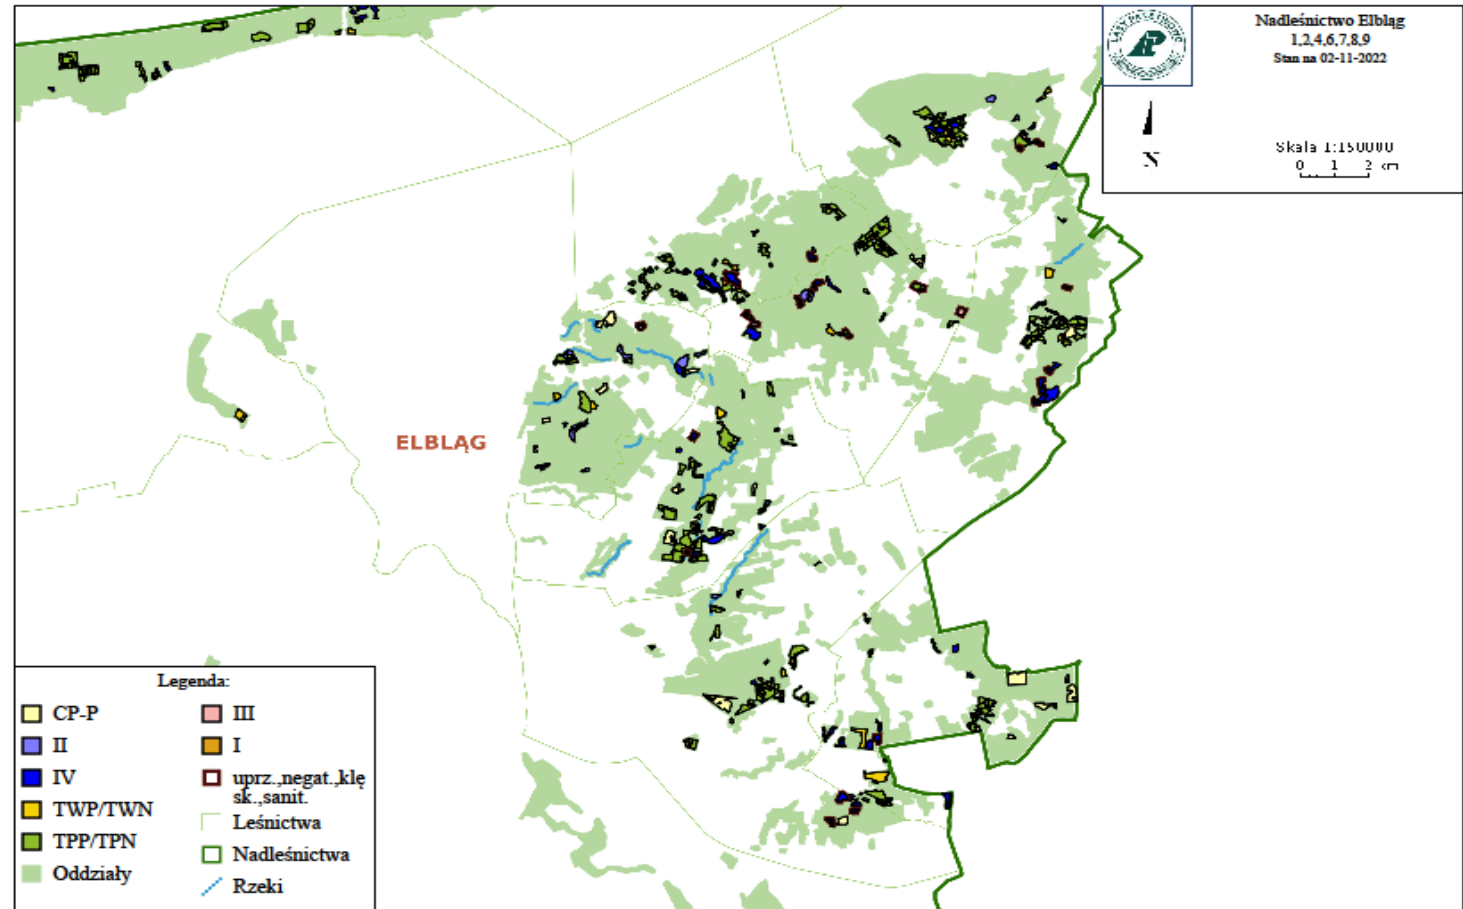 Nadleśnictwo Elbląg
1,2,4,6,7,8,9
Stan na 02-11-2022
LASY PAŃSTWOWE
N
Skala 1:150000
0 1 2 km
ELBLĄG
Legenda:
CP-P
II
IV
TWP/TWN
TPP/TPN
Oddziały
III
I
uprz.,negat.,klę
sk.,sanit.
Leśnictwa
Nadleśnictwa
Rzeki